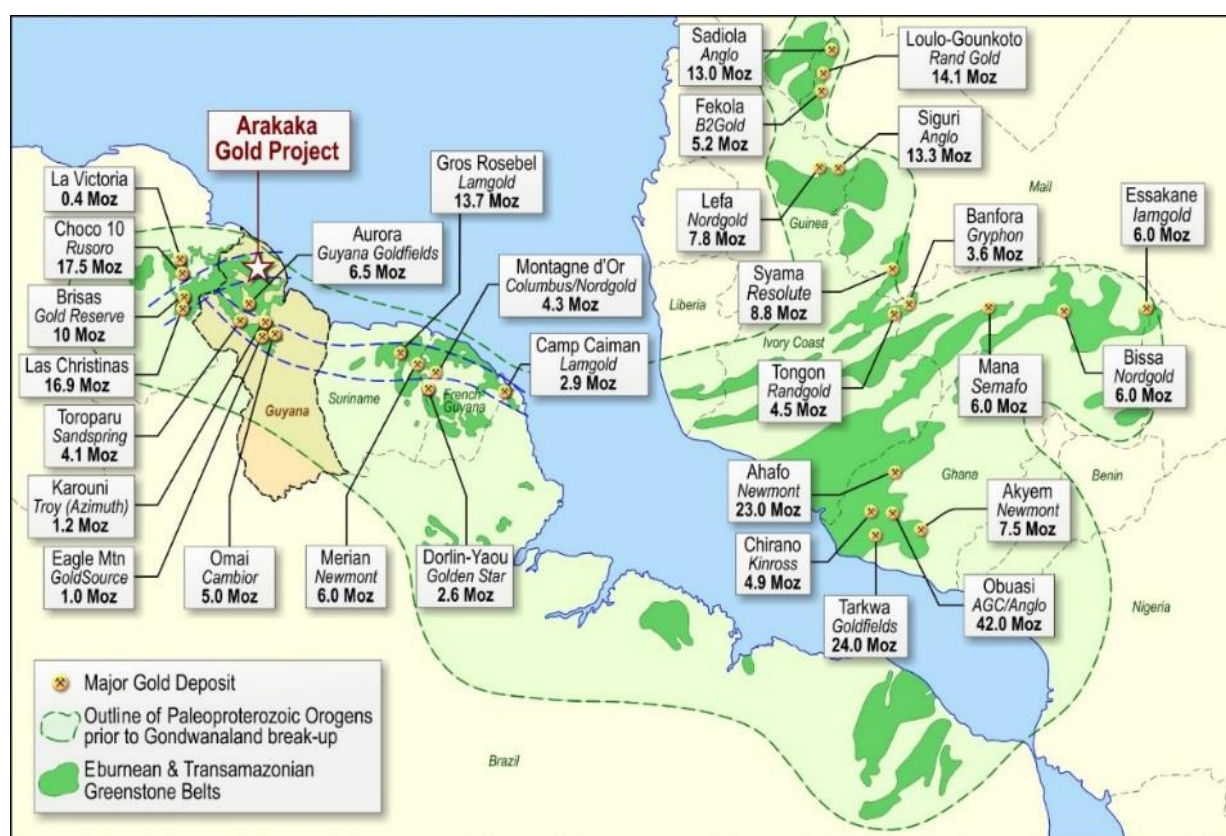 Sadiola
Anglo
13.0 Moz
Loulo-Gounkoto
Rand Gold
14.1 Moz
Fekola
B2Gold
5.2 Moz
Siguri
Anglo
13.3 Moz
Arakaka
Gold Project
Gros Rosebel
Lamgold
13.7 Moz
La Victoria
0.4 Moz
Lefa
Nordgold
7.8 Moz
Guinea
Mali
Essakane
Iamgold
6.0 Moz
Banfora
Gryphon
3.6 Moz
Choco 10
Rusoro
17.5 Moz
Aurora
Guyana Goldfields
6.5 Moz
Montagne d'Or
Columbus/Nordgold
4.3 Moz
Syama
Resolute
8.8 Moz
Liberia
Brisas
Gold Reserve
10 Moz
Ivory Coast
Camp Caiman
Lamgold
2.9 Moz
Las Christinas
16.9 Moz
Tongon
Randgold
4.5 Moz
Mana
Semafo
6.0 Moz
Bissa
Nordgold
6.0 Moz
Guyana
Suriname
French
Guyana
Toroparu
Sandspring
4.1 Moz
Ahafo
Newmont
23.0 Moz
Ghana
Benin
Karouni
Troy (Azimuth)
1.2 Moz
Akyem
Newmont
7.5 Moz
Chirano
Kinross
4.9 Moz
Eagle Mtn
GoldSource
1.0 Moz
Omai
Cambior
5.0 Moz
Merian
Newmont
6.0 Moz
Dorlin-Yaou
Golden Star
2.6 Moz
Tarkwa
Goldfields
24.0 Moz
Obuasi
AGC/Anglo
42.0 Moz
Nigeria
Major Gold Deposit
Outline of Paleoproterozoic Orogens
prior to Gondwanaland break-up
Eburnean & Transamazonian
Greenstone Belts
Brazil